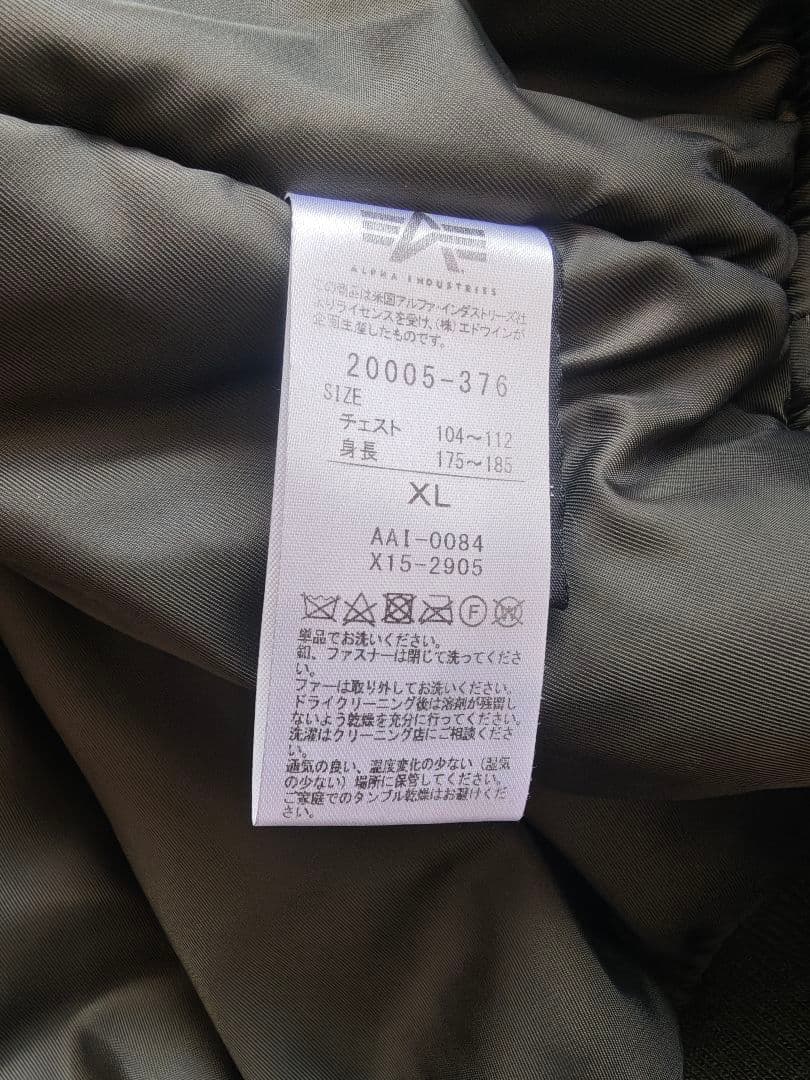 ALPHA INDUSTRIES
この商品は米国アルファ・インダストリーズ社
よりライセンスを受け、(株)エドウインが
企画生産したものです。
20005-376
SIZE
チェスト 104～112
身長 175～185
XL
AAI-0084
X15-2905
F W
単品でお洗いください。
釦、ファスナーは閉じて洗ってくださ
い。
ファーは取り外してお洗いください。
ドライクリーニング後は溶剤が残留し
ないよう乾燥を充分に行ってください。
洗濯はクリーニング店にご相談くださ
い。
通気の良い、温度変化の少ない(湿気
の少ない)場所に保管してください。
ご家庭でのタンブル乾燥はお避けくだ
さい。